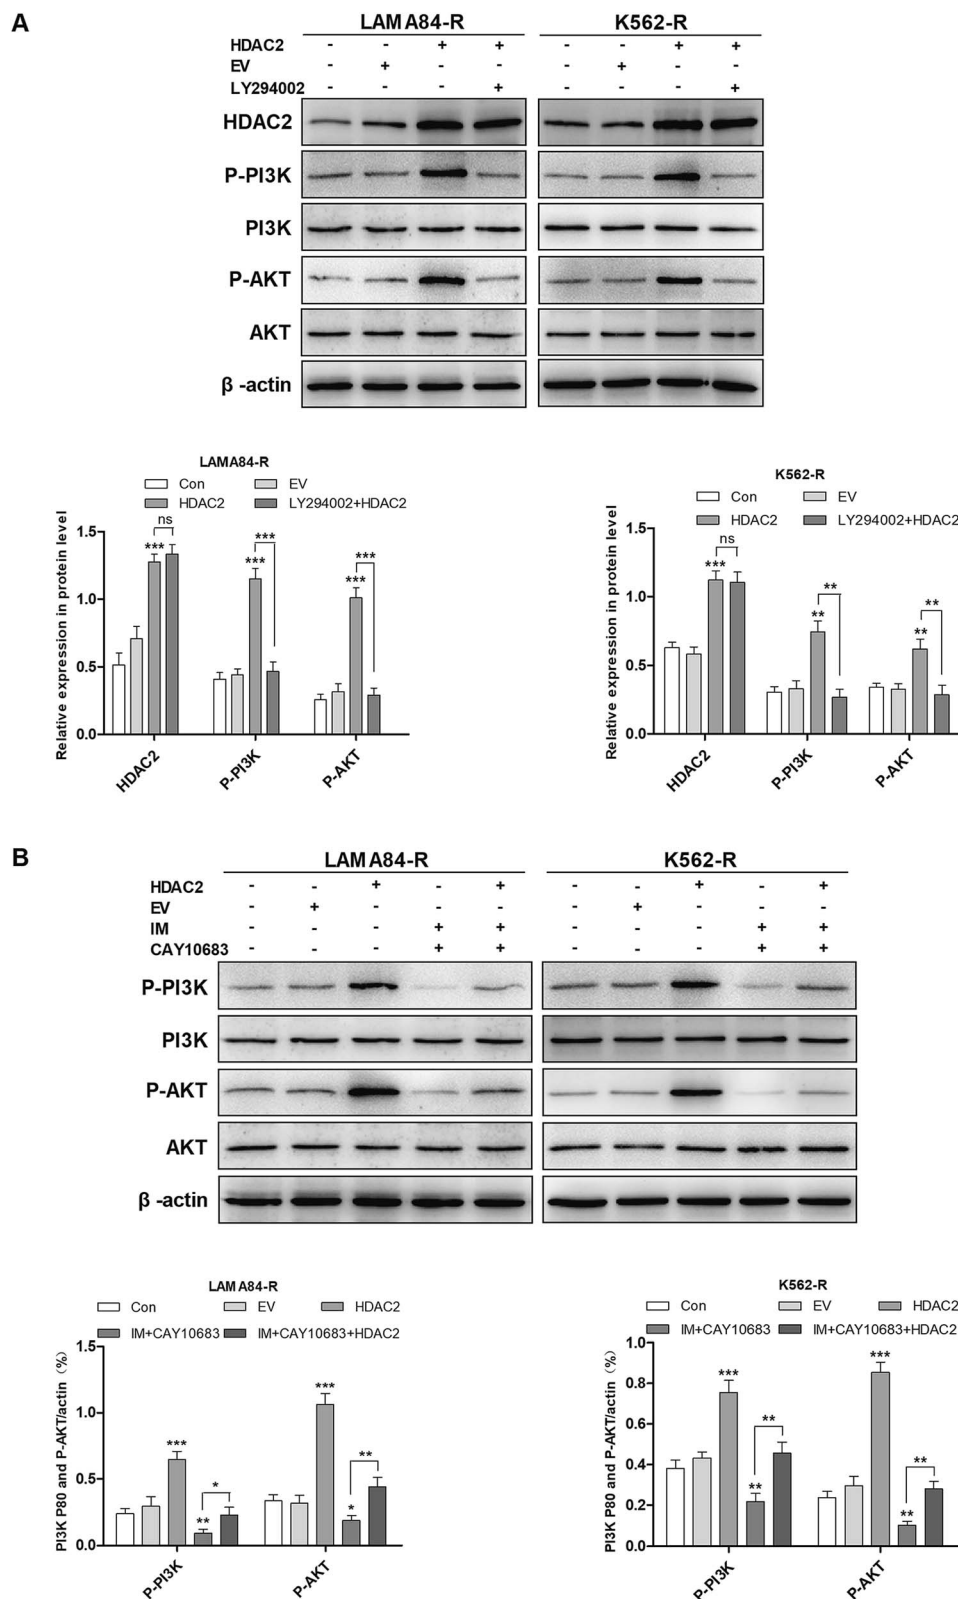 A
LAMA84-R K562-R
HDAC2 - - + + - - + +
EV - + - - - + - -
LY294002 - - - + - - - +
HDAC2
P-PI3K
PI3K
P-AKT
AKT
β -actin
LAMA84-R
Con EV
HDAC2 LY294002+HDAC2
Relative expression in protein level
1.5
1.0
0.5
0.0
*** ns
*** ***
*** ***
HDAC2 P-PI3K P-AKT
K562-R
Con EV
HDAC2 LY294002+HDAC2
Relative expression in protein level
1.5
1.0
0.5
0.0
*** ns
** **
** **
HDAC2 P-PI3K P-AKT
B
LAMA84-R K562-R
HDAC2 - - + - + - - + - +
EV - + - - - - + - - -
IM - - - + + - - - + +
CAY10683 - - - + + - - - + +
P-PI3K
PI3K
P-AKT
AKT
β -actin
LAMA84-R
Con EV HDAC2
IM+CAY10683 IM+CAY10683+HDAC2
PI3K P80 and P-AKT/actin (%)
1.5
1.0
0.5
0.0
*** ** *
*** * **
P-PI3K P-AKT
K562-R
Con EV HDAC2
IM+CAY10683 IM+CAY10683+HDAC2
PI3K P80 and P-AKT/actin (%)
1.0
0.8
0.6
0.4
0.2
0.0
*** ** **
*** ** **
P-PI3K P-AKT